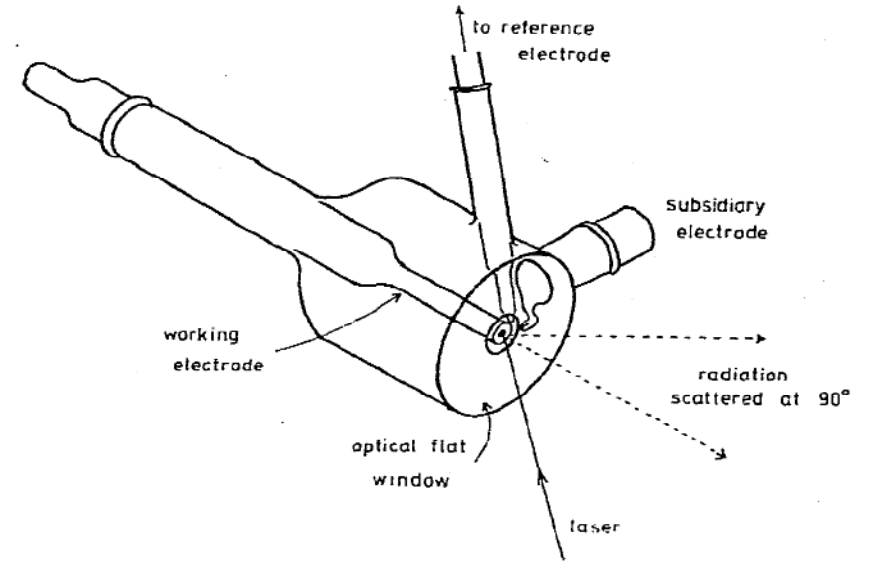 to reference
electrode
subsidiary
electrode
working
electrode
radiation
scattered at 90°
optical flat
window
laser